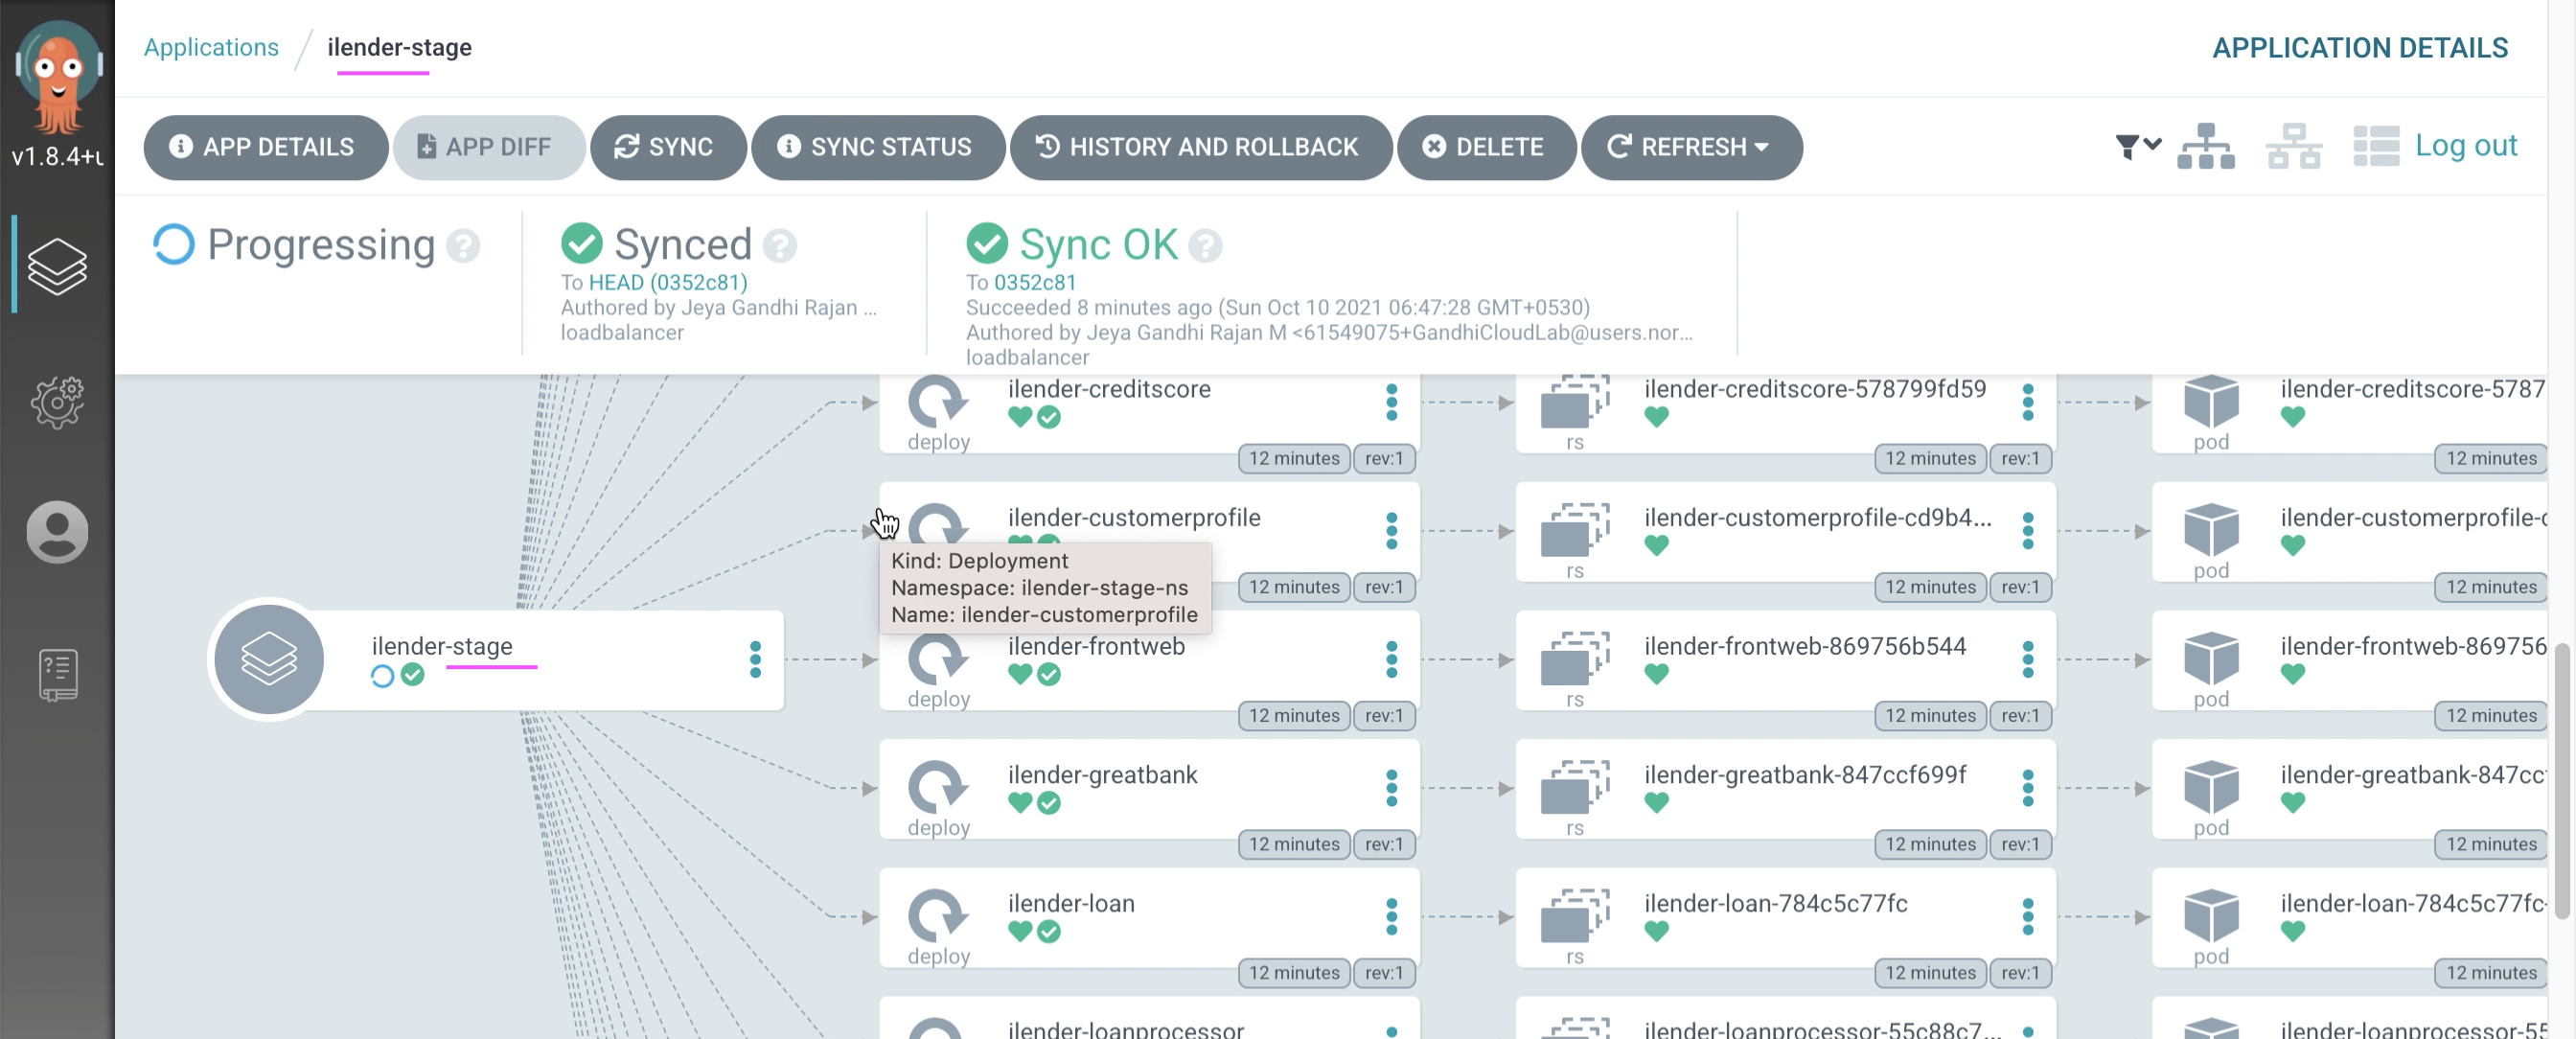 Applications / ilender-stage
APPLICATION DETAILS
v1.8.4+
APP DETAILS
APP DIFF
SYNC
SYNC STATUS
HISTORY AND ROLLBACK
DELETE
REFRESH
Log out
Progressing
Synced
To HEAD (0352c81)
Authored by Jeya Gandhi Rajan ...
loadbalancer
Sync OK
To 0352c81
Succeeded 8 minutes ago (Sun Oct 10 2021 06:47:28 GMT+0530)
Authored by Jeya Gandhi Rajan M <61549075+GandhiCloudLab@users.nor...
loadbalancer
ilender-stage
ilender-creditscore
deploy
12 minutes
rev:1
ilender-creditscore-578799fd59
rs
12 minutes
rev:1
ilender-creditscore-5787
pod
12 minutes
ilender-customerprofile
Kind: Deployment
Namespace: ilender-stage-ns
Name: ilender-customerprofile
12 minutes
rev:1
ilender-customerprofile-cd9b4...
rs
12 minutes
rev:1
ilender-customerprofile-c
pod
12 minutes
ilender-frontweb
deploy
12 minutes
rev:1
ilender-frontweb-869756b544
rs
12 minutes
rev:1
ilender-frontweb-869756
pod
12 minutes
ilender-greatbank
deploy
12 minutes
rev:1
ilender-greatbank-847ccf699f
rs
12 minutes
rev:1
ilender-greatbank-847cc
pod
12 minutes
ilender-loan
deploy
12 minutes
rev:1
ilender-loan-784c5c77fc
rs
12 minutes
rev:1
ilender-loan-784c5c77fc-
pod
12 minutes
ilender-loanprocessor
ilender-loanprocessor-55c88c7...
ilender-loanprocessor-55